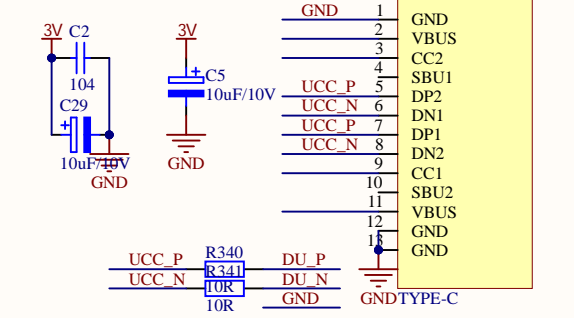 3V
C2
104
C29
10uF/10V
GND
3V
C5
10uF/10V
GND
GND 1 GND
2 VBUS
3 CC2
4 SBU1
UCC_P 5 DP2
UCC_N 6 DN1
UCC_P 7 DP1
UCC_N 8 DN2
9 CC1
10 SBU2
11 VBUS
12 GND
13 GND
GND TYPE-C
R340
UCC_P DU_P
R341
UCC_N 10R DU_N
GND
10R